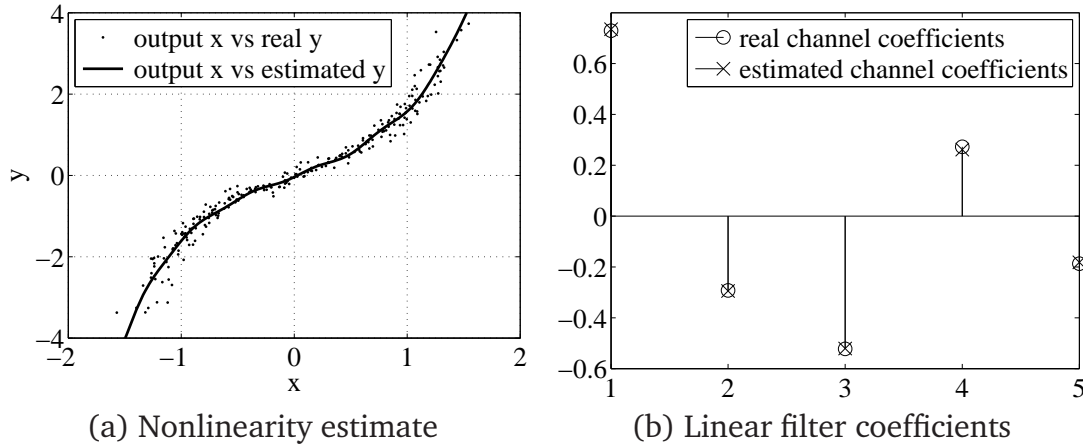 4
2
0
−2
−4
−2
−1
0
1
2
y
x
output x vs real y
output x vs estimated y
(a) Nonlinearity estimate
0.6
0.4
0.2
0
−0.2
−0.4
−0.6
1
2
3
4
5
real channel coefficients
estimated channel coefficients
(b) Linear filter coefficients